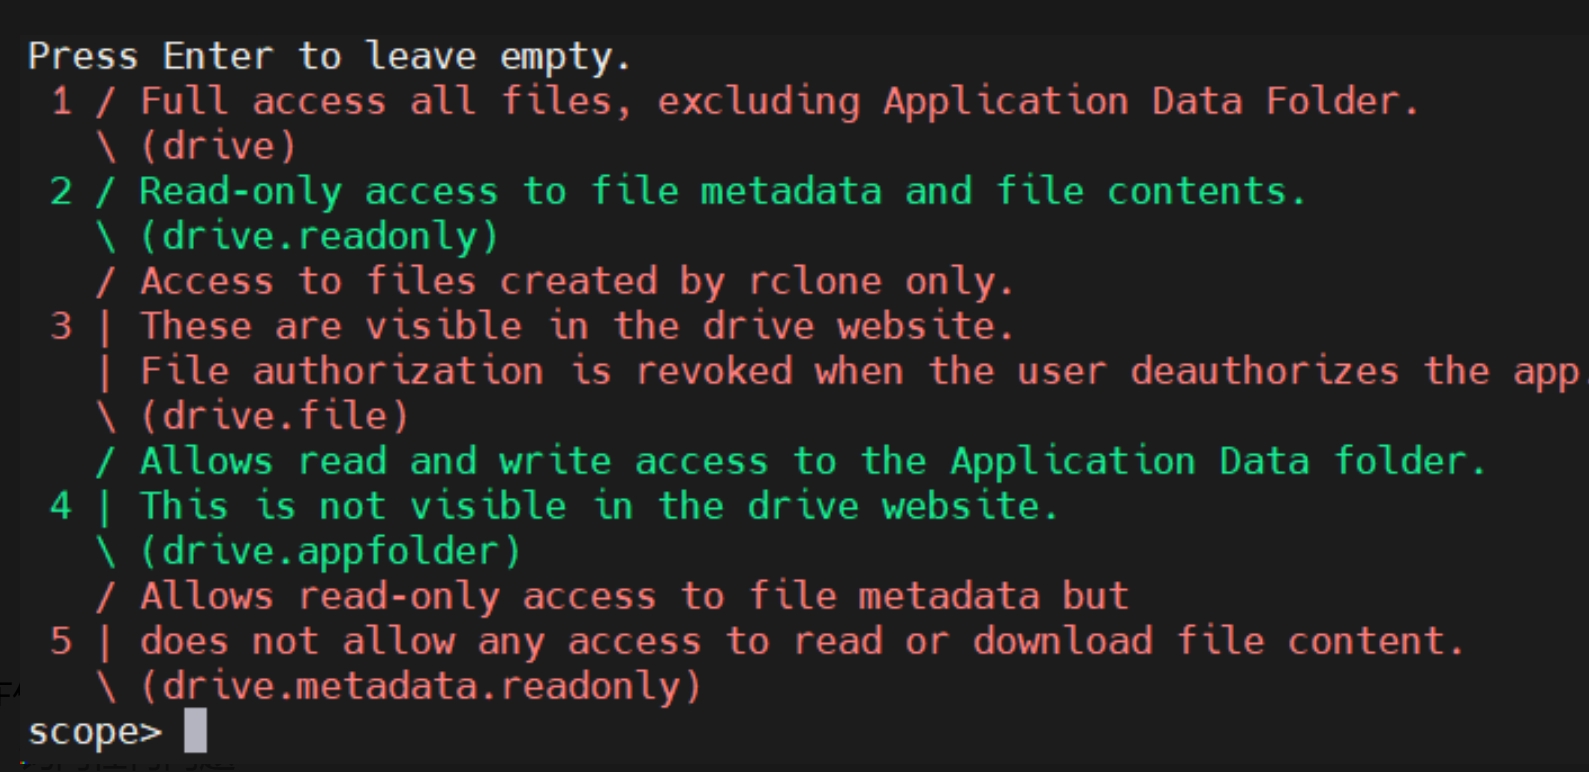 Press Enter to leave empty.
1 / Full access all files, excluding Application Data Folder.
\ (drive)
2 / Read-only access to file metadata and file contents.
\ (drive.readonly)
/ Access to files created by rclone only.
3 | These are visible in the drive website.
| File authorization is revoked when the user deauthorizes the app.
\ (drive.file)
/ Allows read and write access to the Application Data folder.
4 | This is not visible in the drive website.
\ (drive.appfolder)
/ Allows read-only access to file metadata but
5 | does not allow any access to read or download file content.
\ (drive.metadata.readonly)
scope>